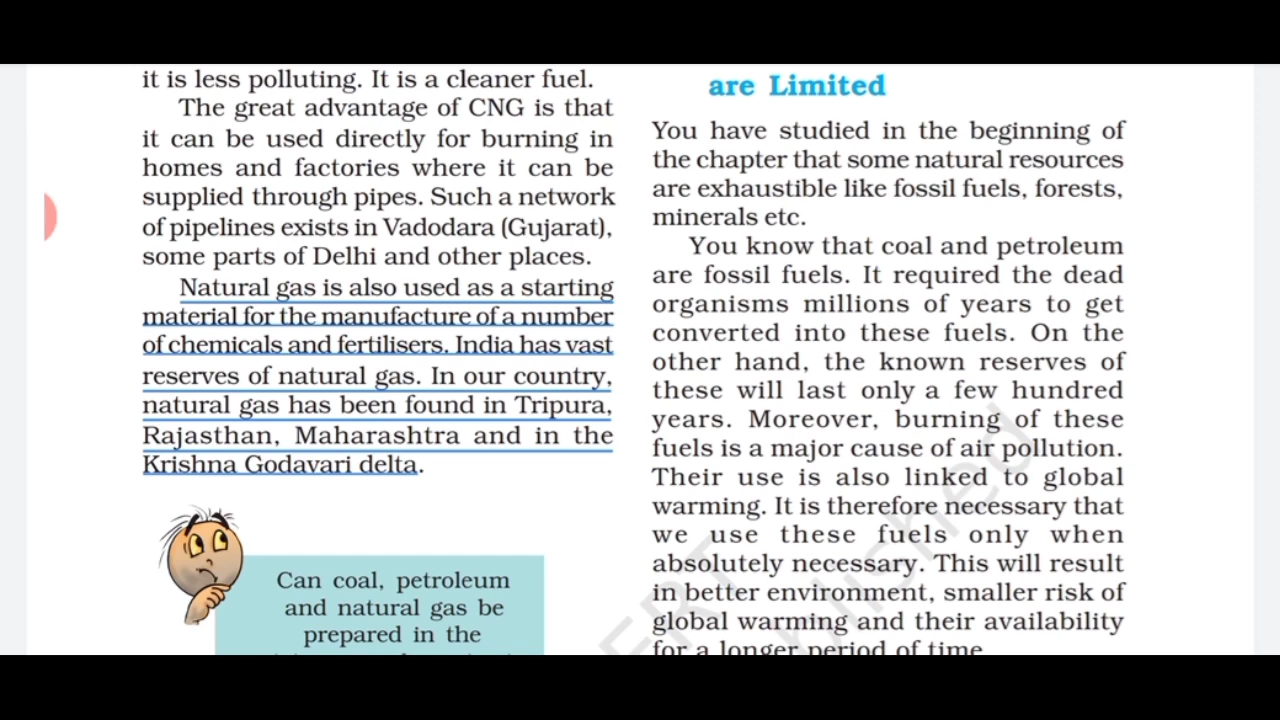 it is less polluting. It is a cleaner fuel.
The great advantage of CNG is that
it can be used directly for burning in
homes and factories where it can be
supplied through pipes. Such a network
of pipelines exists in Vadodara (Gujarat),
some parts of Delhi and other places.
Natural gas is also used as a starting
material for the manufacture of a number
of chemicals and fertilisers. India has vast
reserves of natural gas. In our country,
natural gas has been found in Tripura,
Rajasthan, Maharashtra and in the
Krishna Godavari delta.
Can coal, petroleum
and natural gas be
prepared in the
are Limited
You have studied in the beginning of
the chapter that some natural resources
are exhaustible like fossil fuels, forests,
minerals etc.
You know that coal and petroleum
are fossil fuels. It required the dead
organisms millions of years to get
converted into these fuels. On the
other hand, the known reserves of
these will last only a few hundred
years. Moreover, burning of these
fuels is a major cause of air pollution.
Their use is also linked to global
warming. It is therefore necessary that
we use these fuels only when
absolutely necessary. This will result
in better environment, smaller risk of
global warming and their availability
for a longer period of time